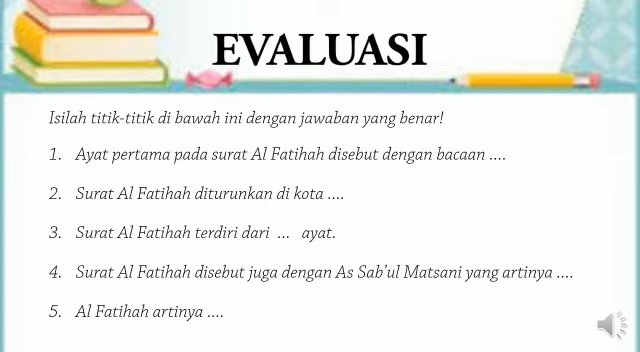 EVALUASI
Isilah titik-titik di bawah ini dengan jawaban yang benar!
1. Ayat pertama pada surat Al Fatihah disebut dengan bacaan ....
2. Surat Al Fatihah diturunkan di kota ....
3. Surat Al Fatihah terdiri dari ... ayat.
4. Surat Al Fatihah disebut juga dengan As Sab'ul Matsani yang artinya ....
5. Al Fatihah artinya ....